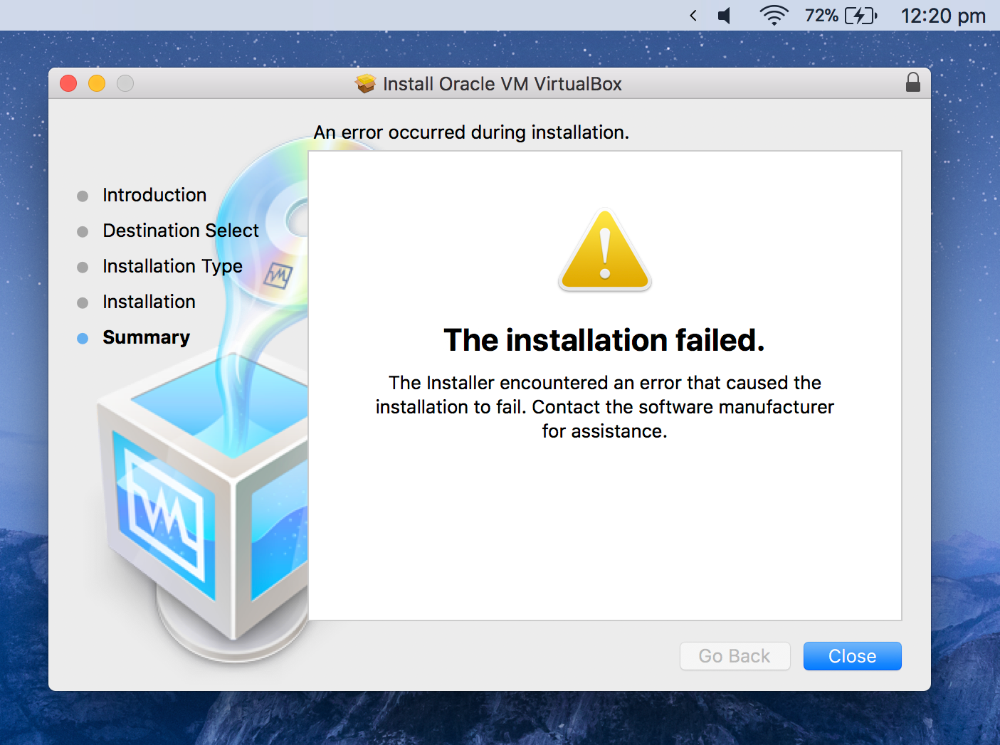 72%
12:20 pm
Install Oracle VM VirtualBox
An error occurred during installation.
Introduction
Destination Select
Installation Type
Installation
Summary
The installation failed.
The Installer encountered an error that caused the
installation to fail. Contact the software manufacturer
for assistance.
Go Back
Close